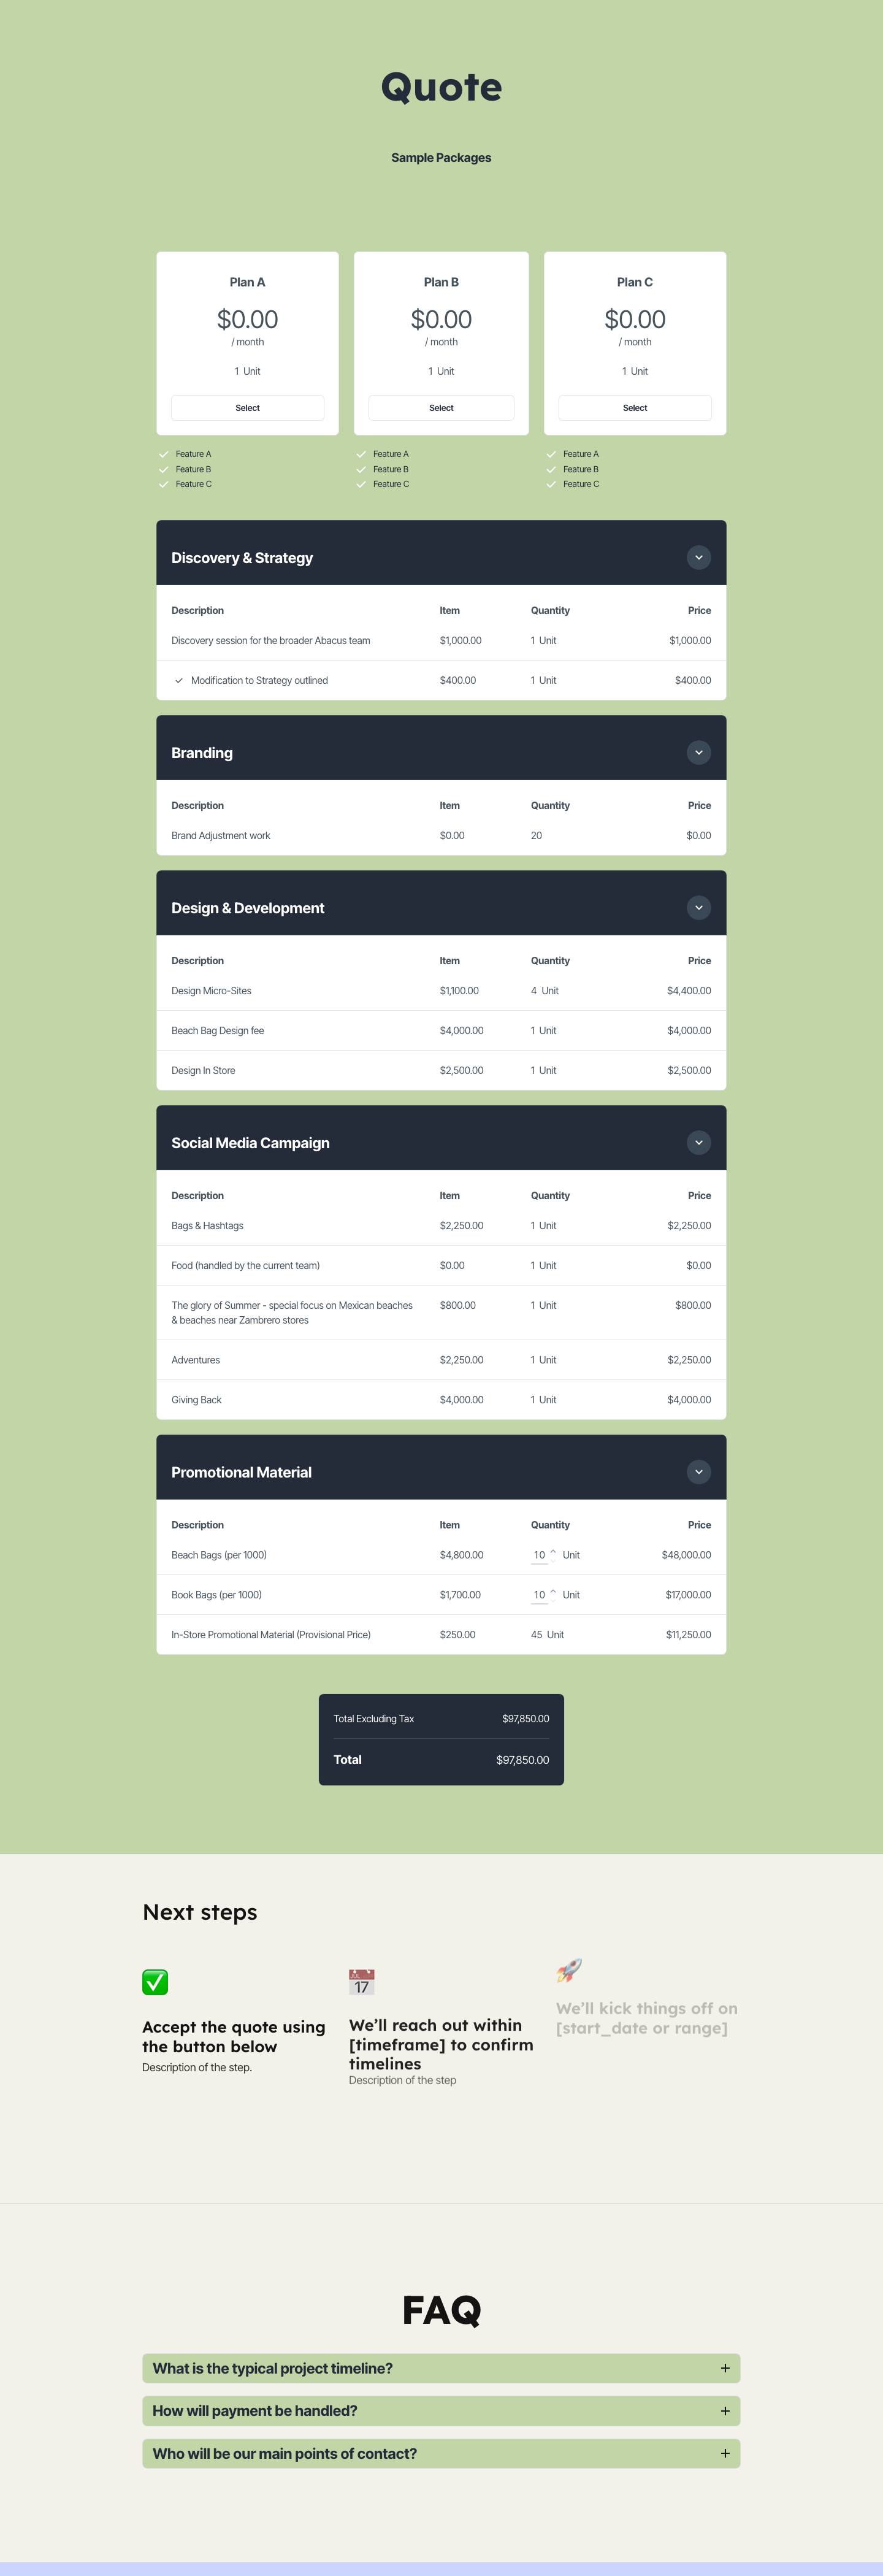 Quote
Sample Packages
Plan A
$0.00
/ month
1 Unit
Select
Feature A
Feature B
Feature C
Plan B
$0.00
/ month
1 Unit
Select
Feature A
Feature B
Feature C
Plan C
$0.00
/ month
1 Unit
Select
Feature A
Feature B
Feature C
Discovery & Strategy
Description Item Quantity Price
Discovery session for the broader Abacus team $1,000.00 1 Unit $1,000.00
Modification to Strategy outlined $400.00 1 Unit $400.00
Branding
Description Item Quantity Price
Brand Adjustment work $0.00 20 $0.00
Design & Development
Description Item Quantity Price
Design Micro-Sites $1,100.00 4 Unit $4,400.00
Beach Bag Design fee $4,000.00 1 Unit $4,000.00
Design In Store $2,500.00 1 Unit $2,500.00
Social Media Campaign
Description Item Quantity Price
Bags & Hashtags $2,250.00 1 Unit $2,250.00
Food (handled by the current team) $0.00 1 Unit $0.00
The glory of Summer - special focus on Mexican beaches $800.00 1 Unit $800.00
& beaches near Zambrero stores
Adventures $2,250.00 1 Unit $2,250.00
Giving Back $4,000.00 1 Unit $4,000.00
Promotional Material
Description Item Quantity Price
Beach Bags (per 1000) $4,800.00 10 Unit $48,000.00
Book Bags (per 1000) $1,700.00 10 Unit $17,000.00
In-Store Promotional Material (Provisional Price) $250.00 45 Unit $11,250.00
Total Excluding Tax $97,850.00
Total $97,850.00
Next steps
Accept the quote using
the button below
Description of the step.
17
We’ll reach out within
[timeframe] to confirm
timelines
Description of the step
We’ll kick things off on
[start_date or range]
FAQ
What is the typical project timeline?
How will payment be handled?
Who will be our main points of contact?